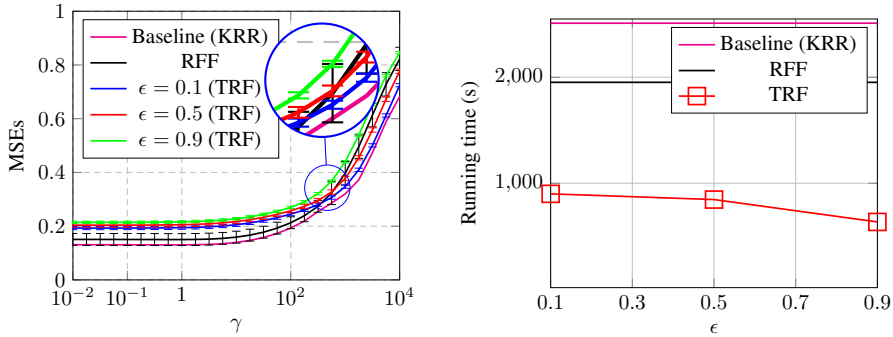 Baseline (KRR)
RFF
ϵ = 0.1 (TRF)
ϵ = 0.5 (TRF)
ϵ = 0.9 (TRF)
1
0.8
0.6
0.4
0.2
0
MSEs
10⁻² 10⁻¹ 1 10² 10⁴
γ
Baseline (KRR)
RFF
TRF
2,000
1,000
Running time (s)
0.1 0.3 0.5 0.7 0.9
ϵ